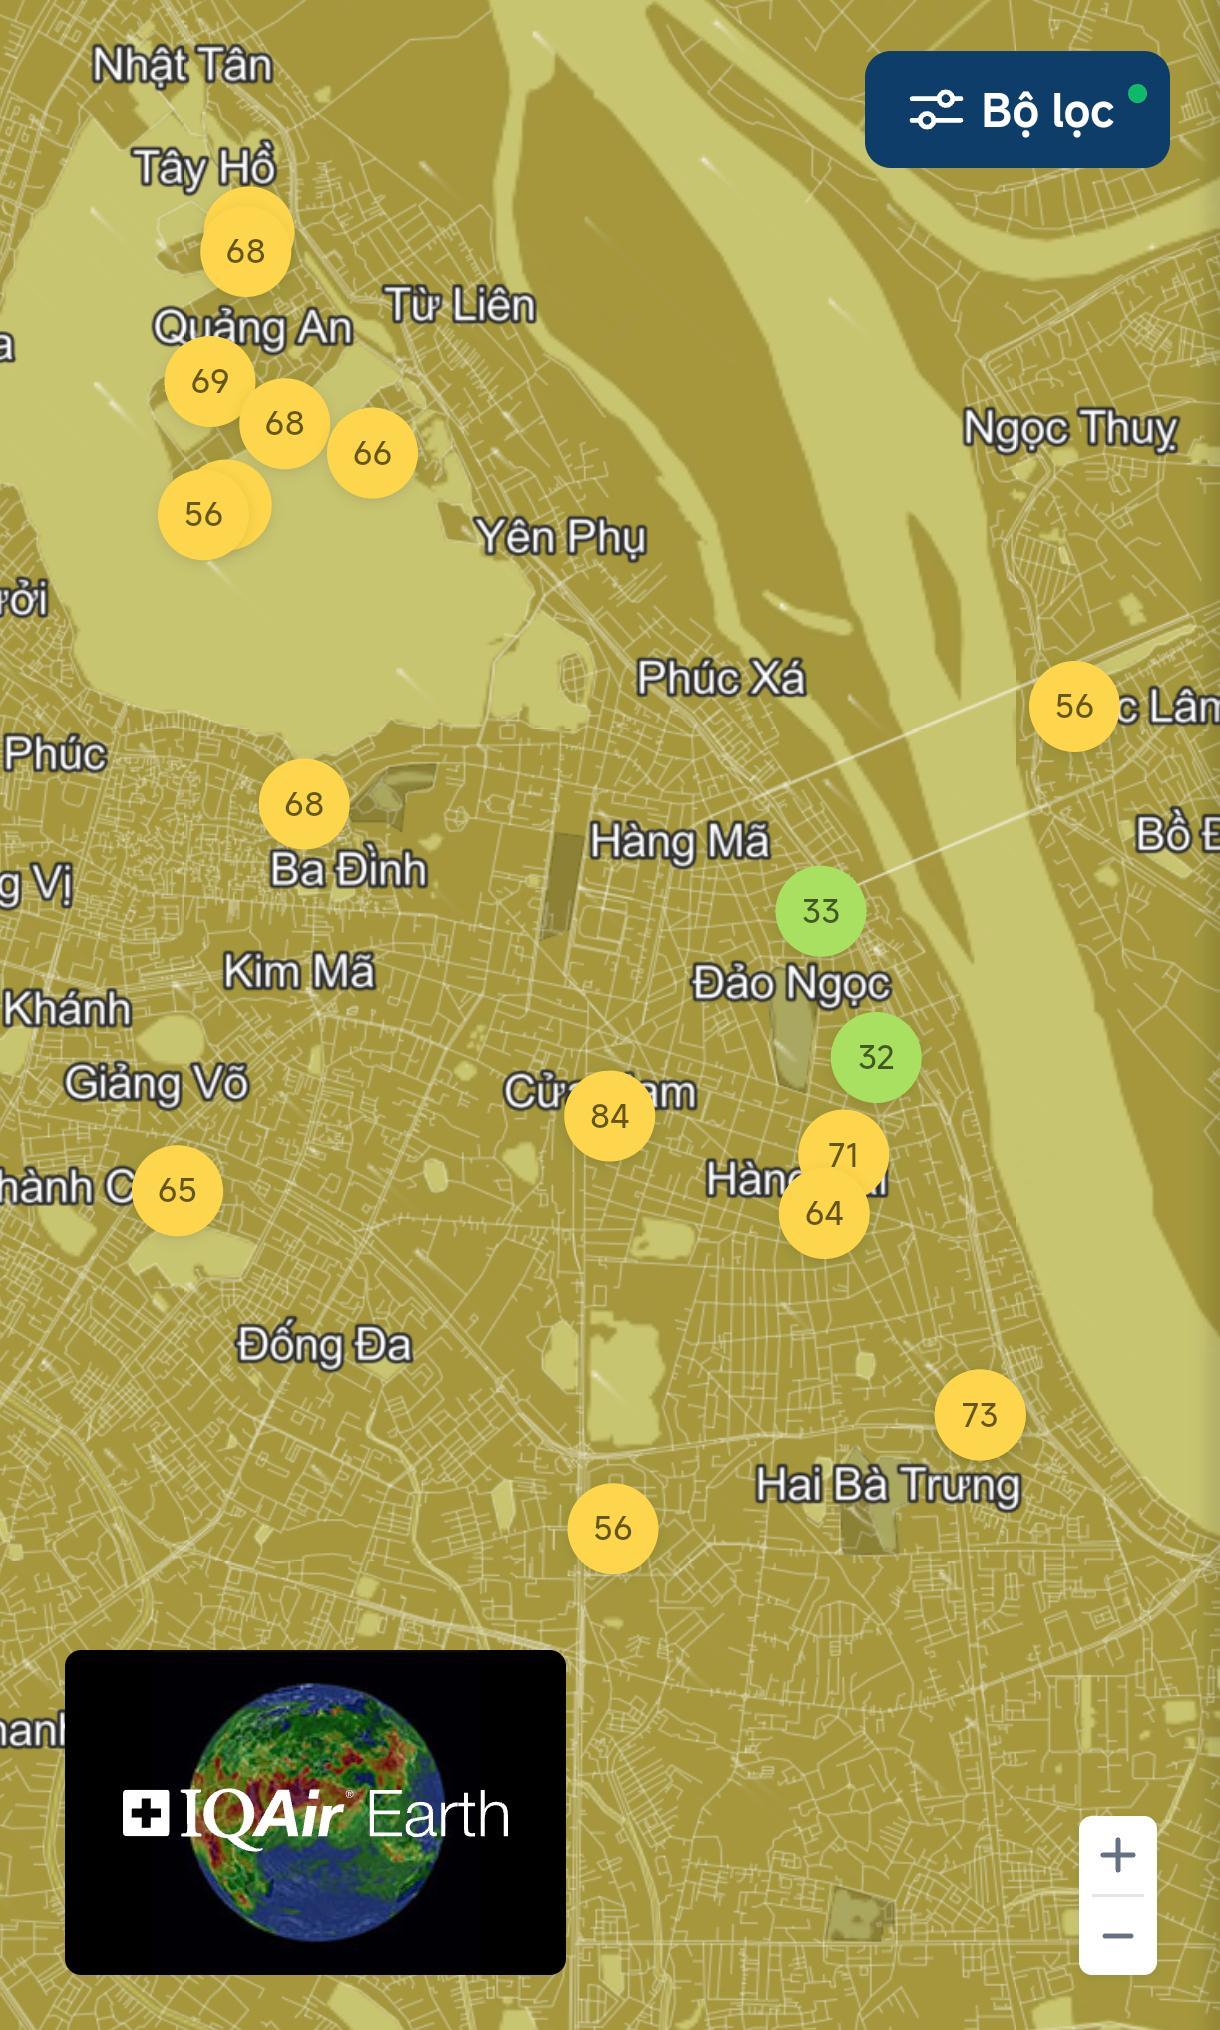 Nhật Tân
Bộ lọc
Tây Hồ
68
Từ Liên
Quảng An
69
68
66
Ngọc Thuỵ
56
Yên Phụ
Phúc Xá
56
c Lâm
Phúc
68
Hàng Mã
Bồ Đ
Ba Đình
g Vị
33
Kim Mã
Đảo Ngọc
Khánh
32
Giảng Võ
84
71
65
64
Đống Đa
73
Hai Bà Trưng
56
IQAir® Earth
+
−